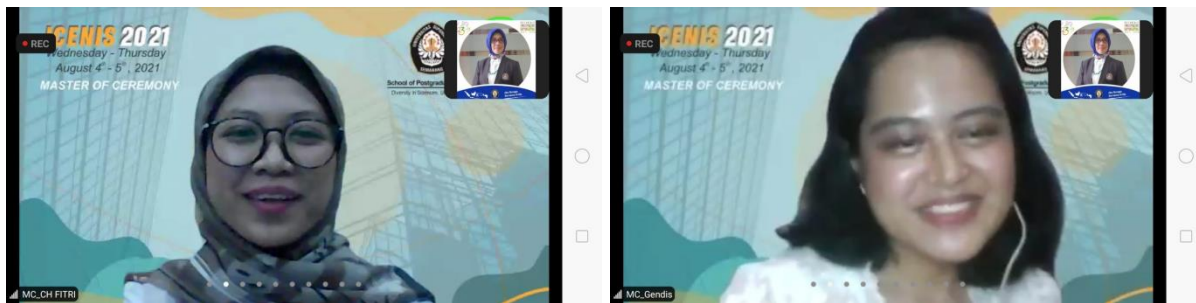 REC
ICENIS 2021
Wednesday - Thursday
August 4th - 5th, 2021
MASTER OF CEREMONY
School of Postgradu
MC_CH FITRI
REC
ICENIS 2021
Wednesday - Thursday
August 4th - 5th, 2021
MASTER OF CEREMONY
MC_Gendis